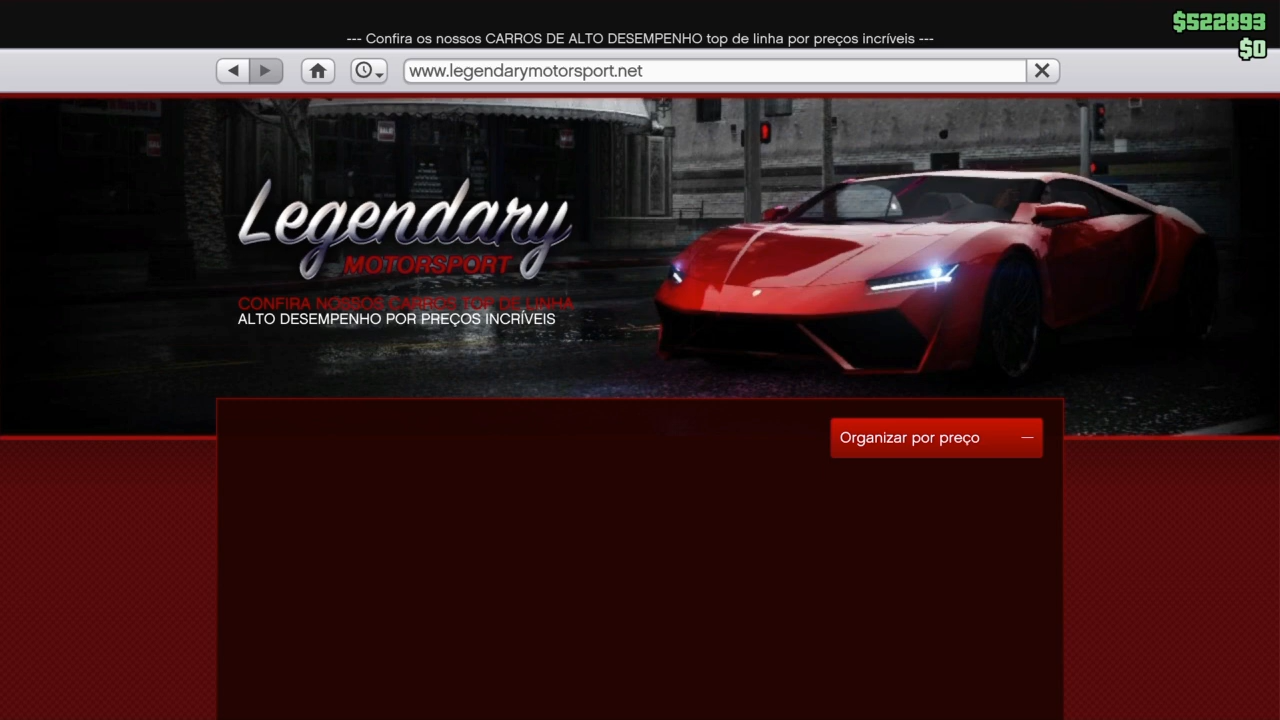 $522893
--- Confira os nossos CARROS DE ALTO DESEMPENHO top de linha por preços incríveis ---
$0
www.legendarymotorsport.net
SALE!
Legendary
MOTORSPORT
CONFIRA NOSSOS CARROS TOP DE LINHA
ALTO DESEMPENHO POR PREÇOS INCRÍVEIS
Organizar por preço